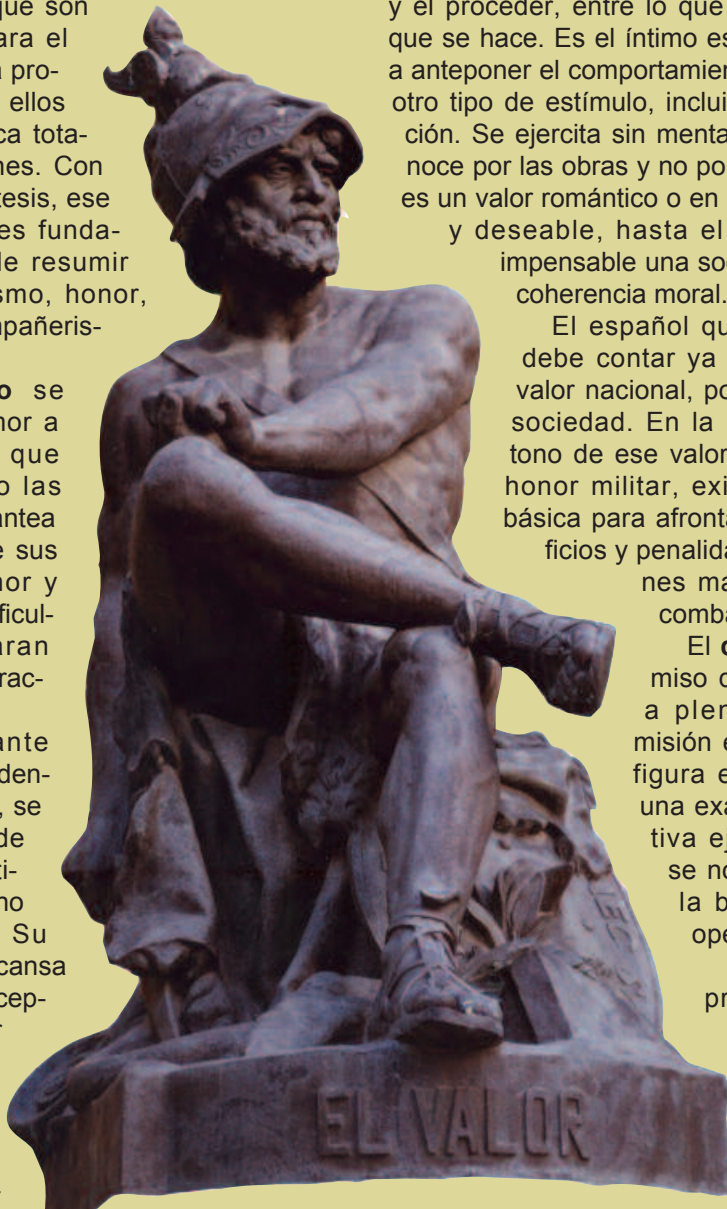 que son
ara el
a pro-
ellos
ca tota-
nes. Con
tesis, ese
es funda-
de resumir
smo, honor,
mpañeris-
o se
nor a
que
o las
antea
e sus
nor y
ficul-
aran
rac-
ante
den-
, se
de
ti-
no
Su
cansa
cep-
y el proceder, entre lo que
que se hace. Es el íntimo es
a anteponer el comportamien
otro tipo de estímulo, inclui
ción. Se ejercita sin menta
noce por las obras y no po
es un valor romántico o en
y deseable, hasta el
impensable una so
coherencia moral.
El español qu
debe contar ya
valor nacional, po
sociedad. En la
tono de ese valor
honor militar, exi
básica para afronta
ficios y penalida
nes ma
comba
El c
miso d
a plen
misión e
figura e
una exa
tiva ej
se no
la b
ope
pr
EL VALOR